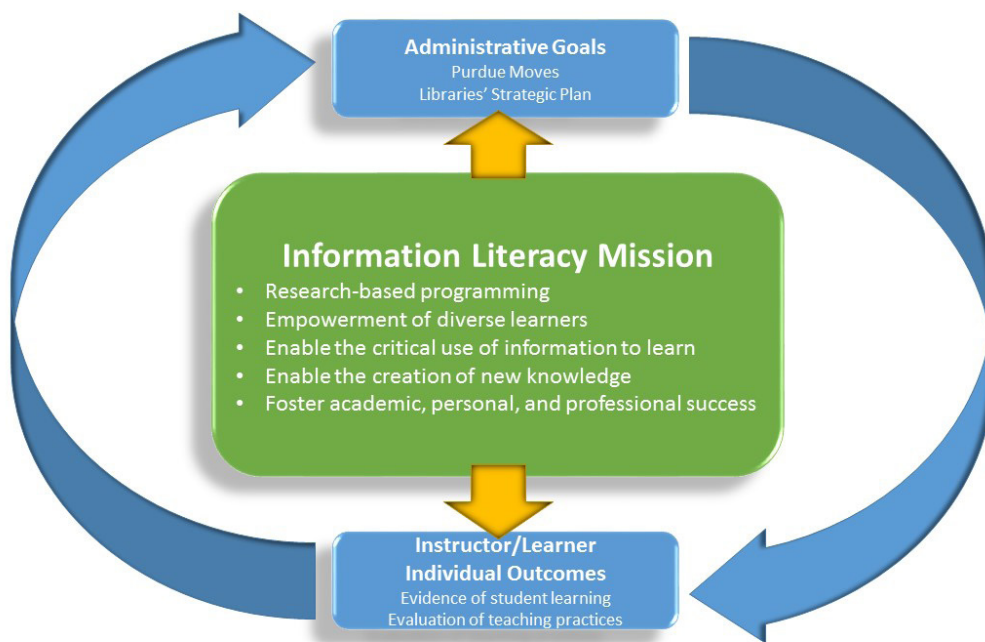 Administrative Goals
Purdue Moves
Libraries' Strategic Plan
Information Literacy Mission
• Research-based programming
• Empowerment of diverse learners
• Enable the critical use of information to learn
• Enable the creation of new knowledge
• Foster academic, personal, and professional success
Instructor/Learner
Individual Outcomes
Evidence of student learning
Evaluation of teaching practices